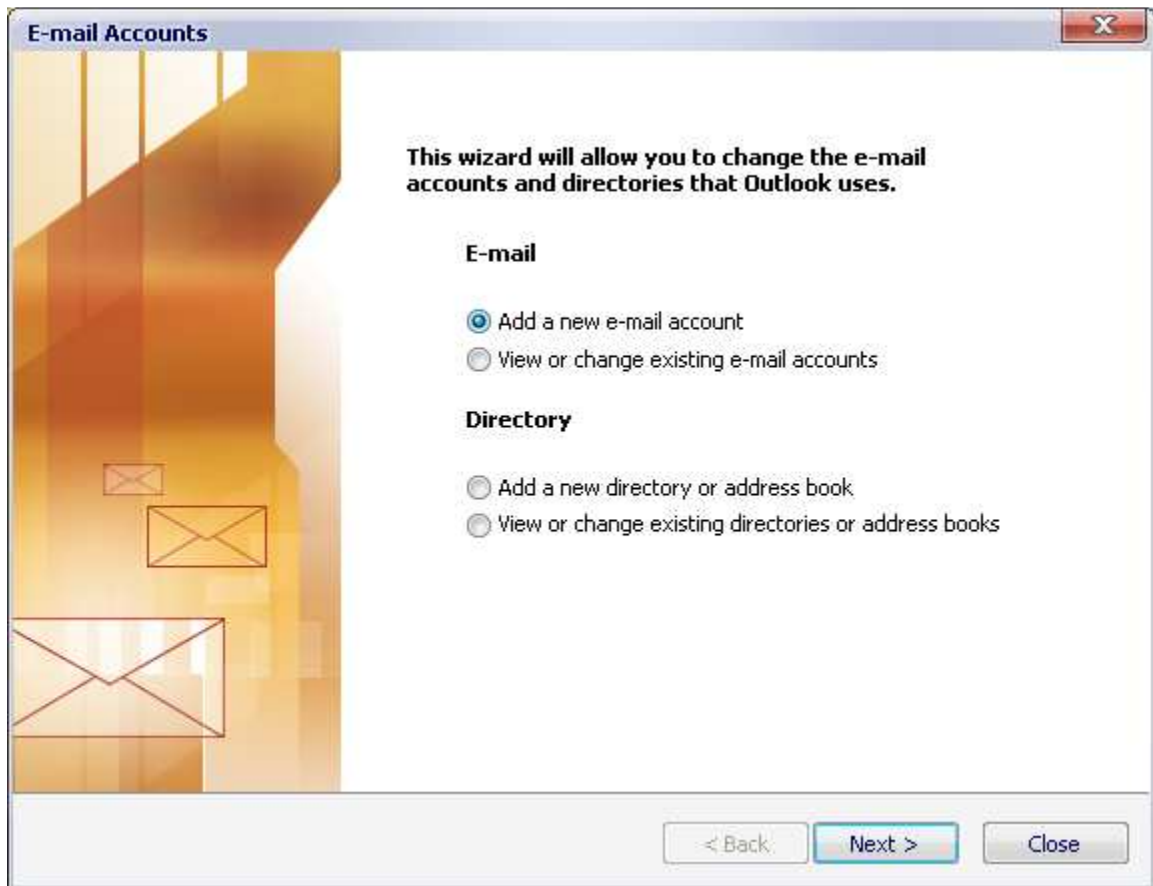 E-mail Accounts
This wizard will allow you to change the e-mail
accounts and directories that Outlook uses.
E-mail
Add a new e-mail account
View or change existing e-mail accounts
Directory
Add a new directory or address book
View or change existing directories or address books
< Back
Next >
Close